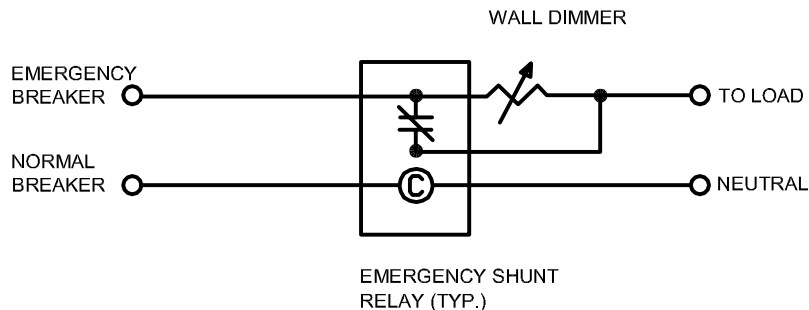 WALL DIMMER
EMERGENCY
BREAKER
TO LOAD
NORMAL
BREAKER
C
NEUTRAL
EMERGENCY SHUNT
RELAY (TYP.)